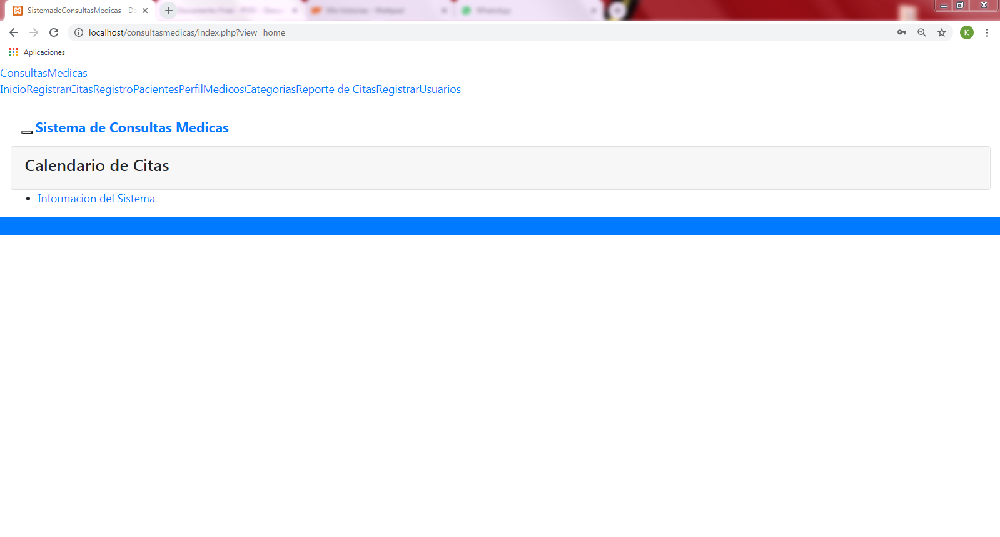 SistemadeConsultasMedicas - Da
WhatsApp
localhost/consultasmedicas/index.php?view=home
K
Aplicaciones
ConsultasMedicas
InicioRegistrarCitasRegistroPacientesPerfilMedicosCategoriasReporte de CitasRegistrarUsuarios
Sistema de Consultas Medicas
Calendario de Citas
Informacion del Sistema